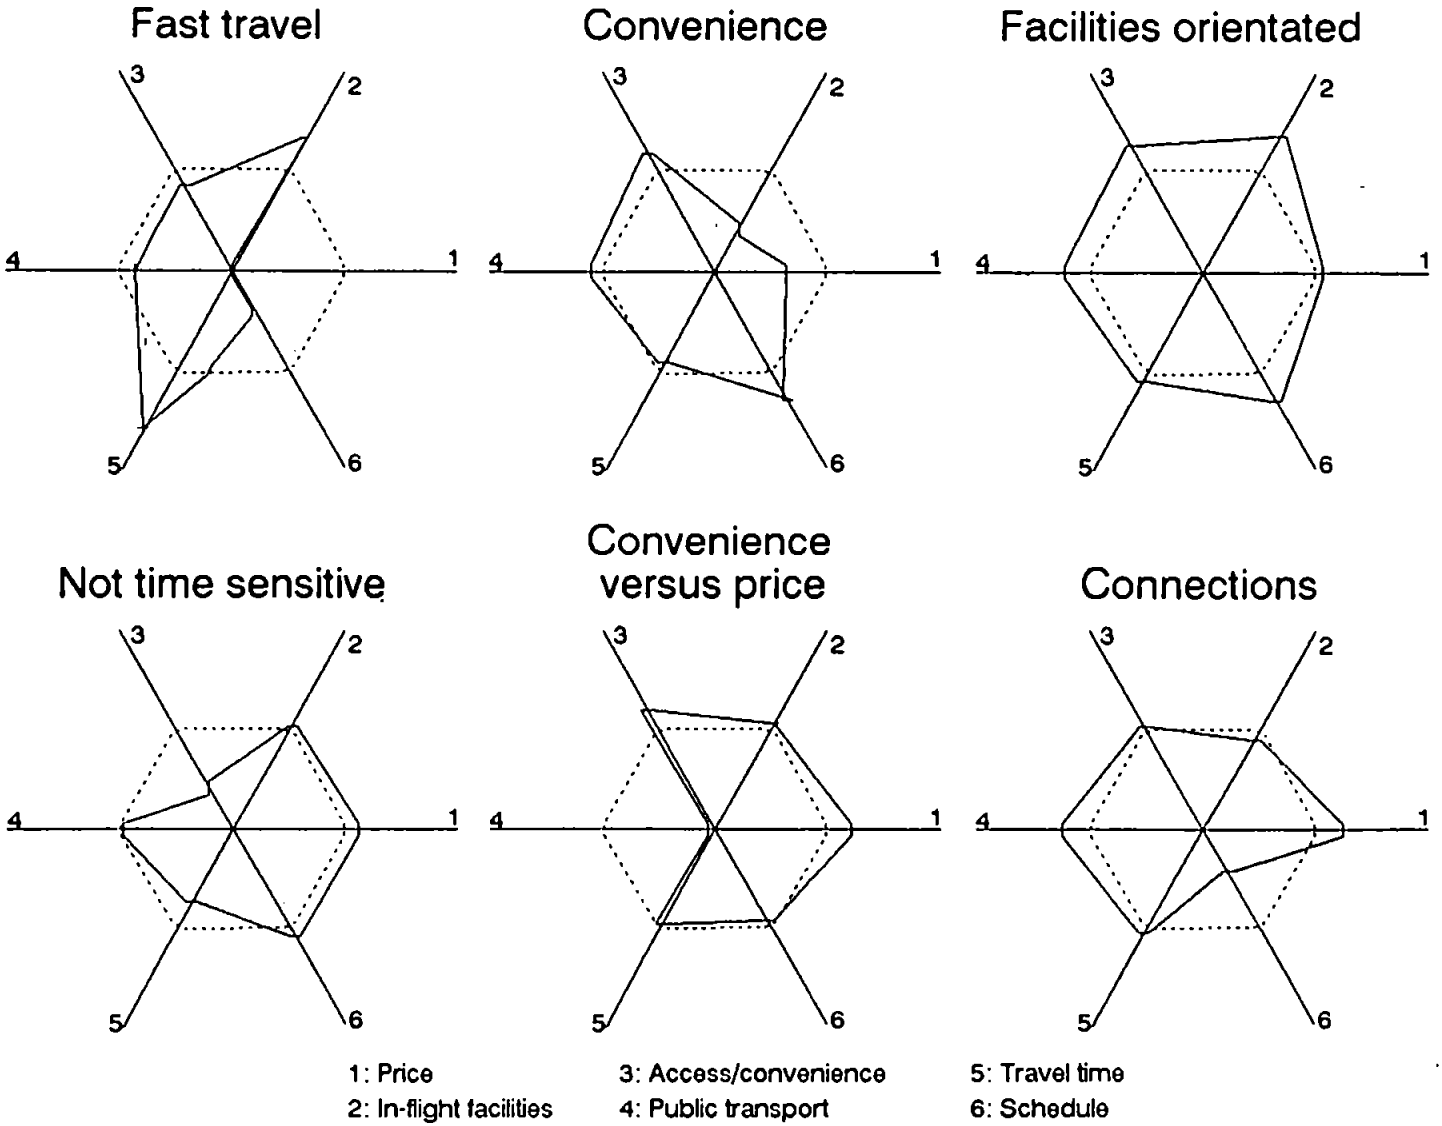 Fast travel
Convenience
Facilities orientated
3
2
4
1
5
6
3
2
4
1
5
6
3
2
4
1
5
6
Not time sensitive
Convenience
versus price
Connections
3
2
4
1
5
6
3
2
4
1
5
6
3
2
4
1
5
6
1: Price
3: Access/convenience
5: Travel time
2: In-flight facilities
4: Public transport
6: Schedule